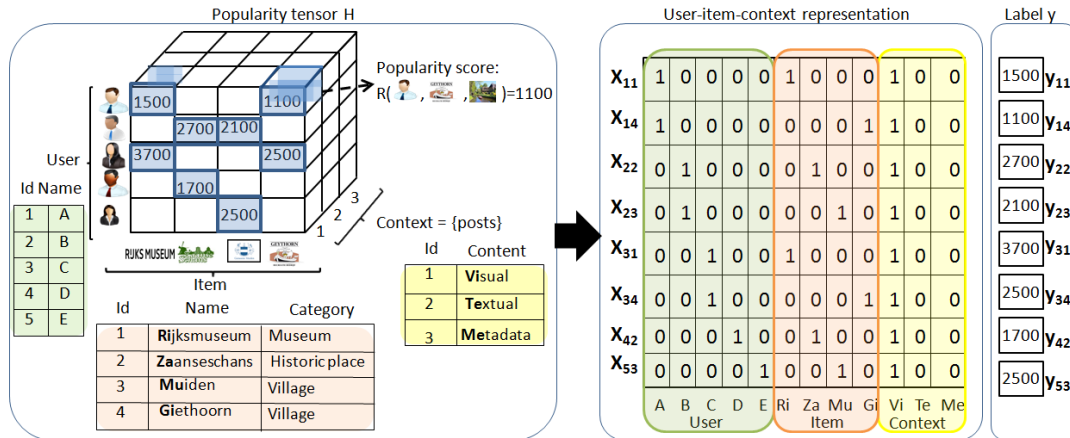 Popularity tensor H
User-item-context representation
Label y
Popularity score:
R( , , )=1100
1500 1100
2700 2100
3700 2500
1700
2500
User
Id Name
1 A
2 B
3 C
4 D
5 E
1 2 3
Context = {posts}
RIJKS MUSEUM
Item
Id Name Category
1 Rijksmuseum Museum
2 Zaanseschans Historic place
3 Muiden Village
4 Giethoorn Village
Id Content
1 Visual
2 Textual
3 Metadata
X11 1 0 0 0 0 1 0 0 0 1 0 0
X14 1 0 0 0 0 0 0 0 1 1 0 0
X22 0 1 0 0 0 0 1 0 0 1 0 0
X23 0 1 0 0 0 0 0 1 0 1 0 0
X31 0 0 1 0 0 1 0 0 0 1 0 0
X34 0 0 1 0 0 0 0 0 1 1 0 0
X42 0 0 0 1 0 0 1 0 0 1 0 0
X53 0 0 0 0 1 0 0 1 0 1 0 0
A B C D E Ri Za Mu Gi Vi Te Me
User Item Context
1500 y11
1100 y14
2700 y22
2100 y23
3700 y31
2500 y34
1700 y42
2500 y53